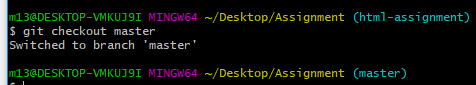 m13@DESKTOP-VMKUJ9I MINGW64 ~/Desktop/Assignment (html-assignment)
$ git checkout master
Switched to branch 'master'
m13@DESKTOP-VMKUJ9I MINGW64 ~/Desktop/Assignment (master)
$